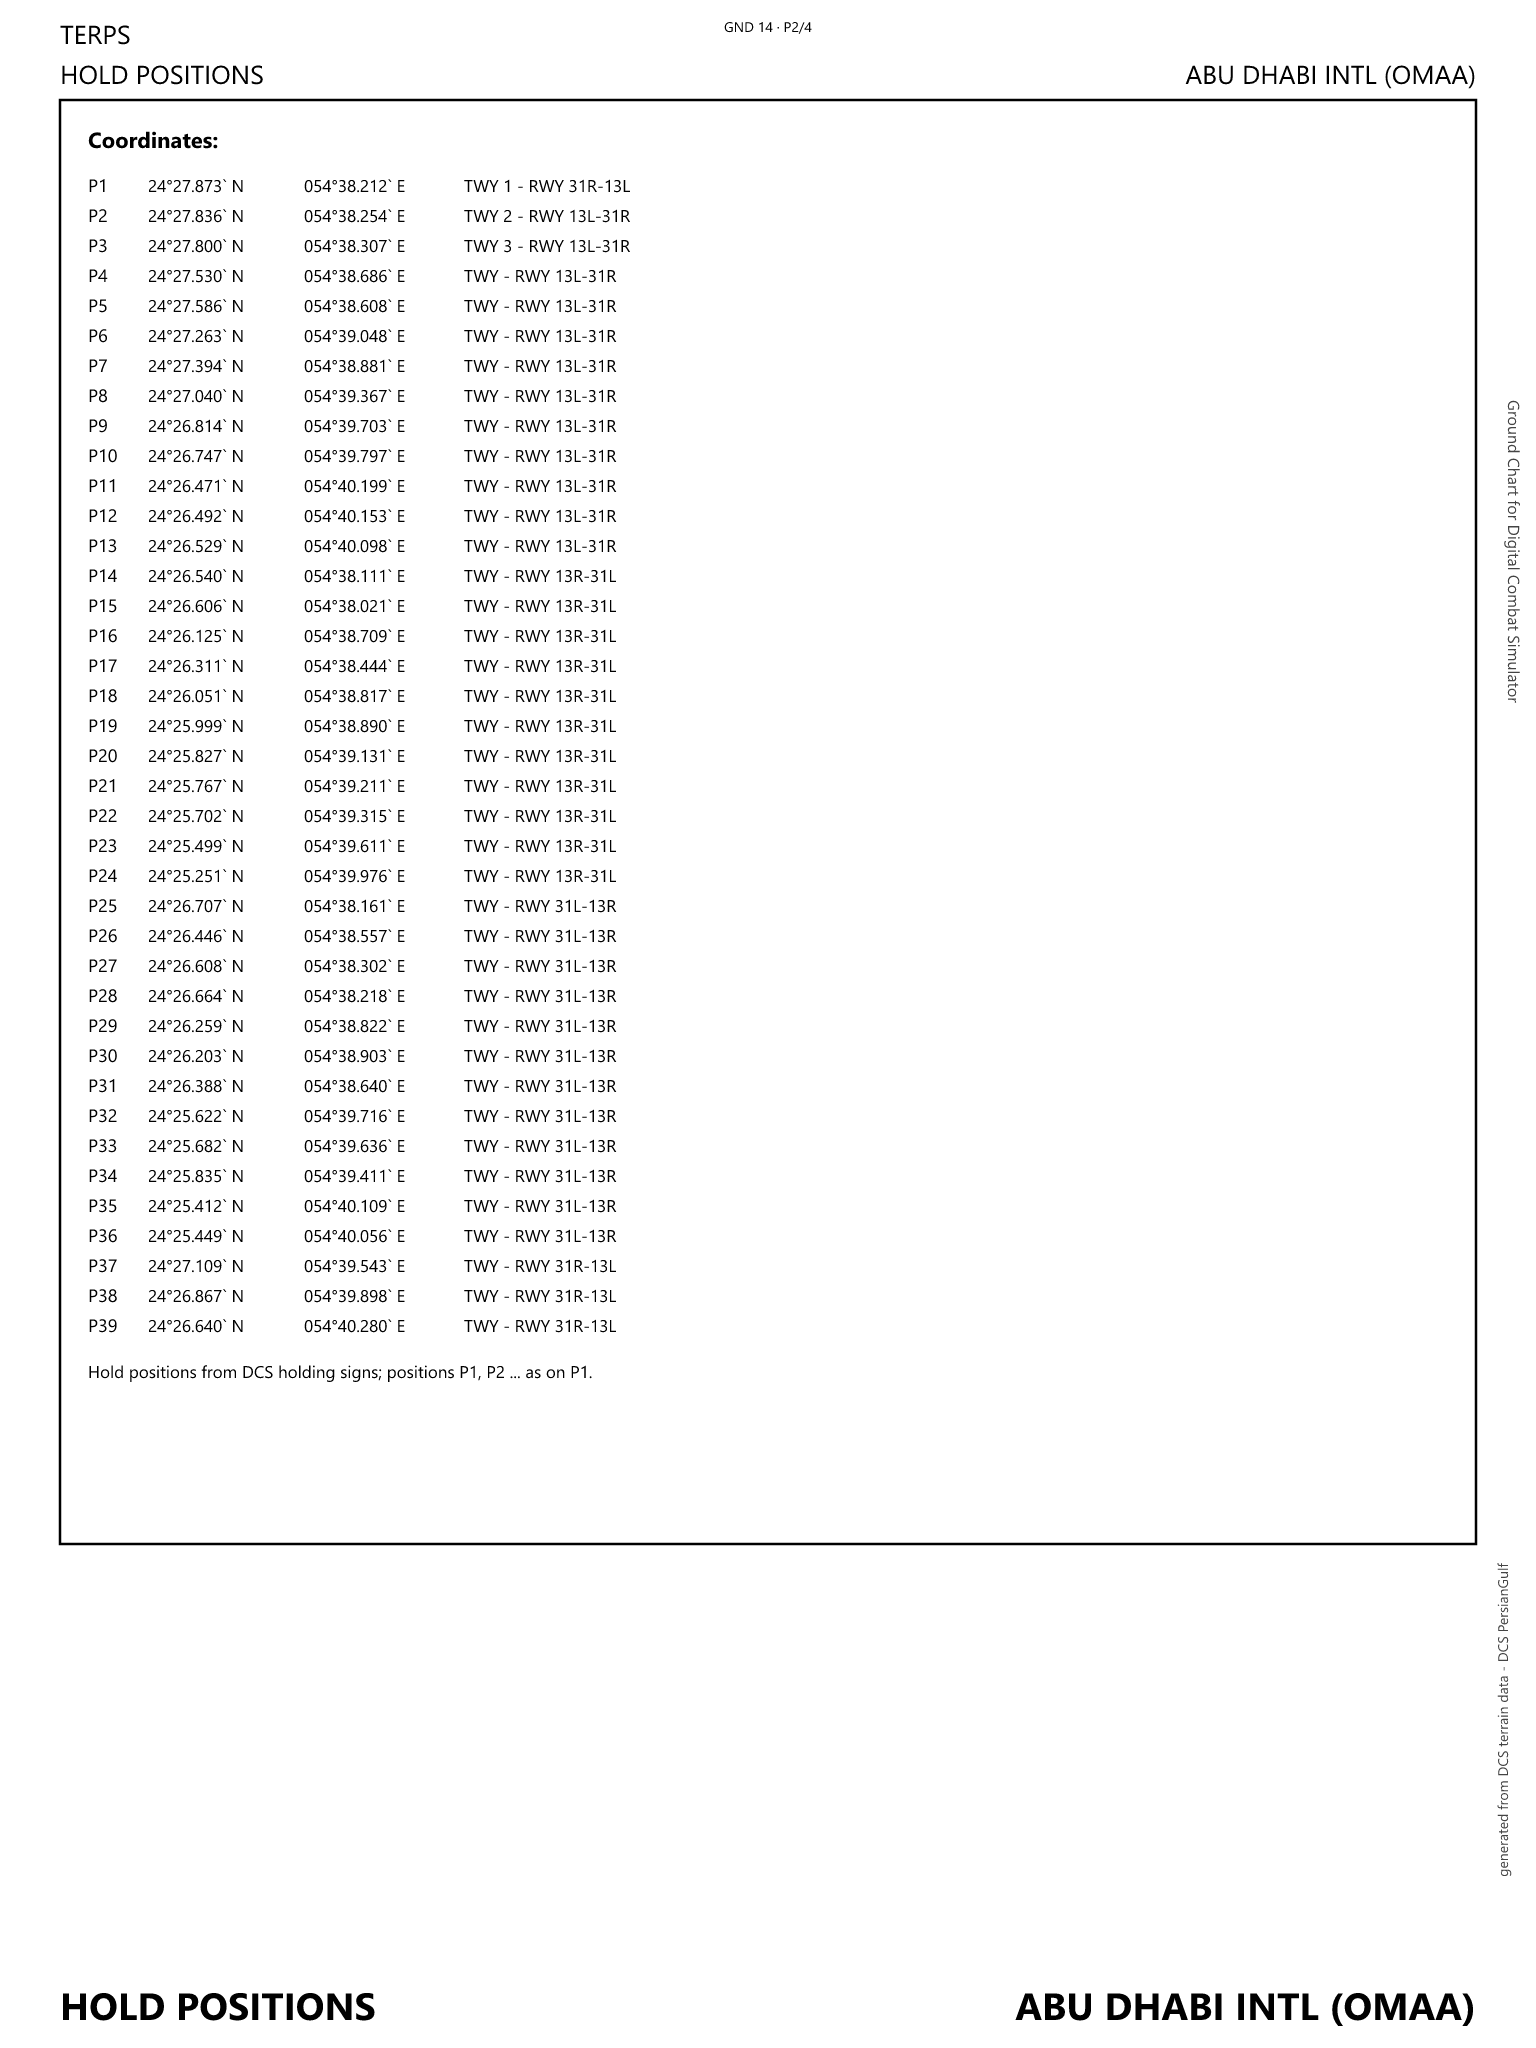 TERPS
GND 14 · P2/4
HOLD POSITIONS
ABU DHABI INTL (OMAA)
Coordinates:
P1 24°27.873` N 054°38.212` E TWY 1 - RWY 31R-13L
P2 24°27.836` N 054°38.254` E TWY 2 - RWY 13L-31R
P3 24°27.800` N 054°38.307` E TWY 3 - RWY 13L-31R
P4 24°27.530` N 054°38.686` E TWY - RWY 13L-31R
P5 24°27.586` N 054°38.608` E TWY - RWY 13L-31R
P6 24°27.263` N 054°39.048` E TWY - RWY 13L-31R
P7 24°27.394` N 054°38.881` E TWY - RWY 13L-31R
P8 24°27.040` N 054°39.367` E TWY - RWY 13L-31R
P9 24°26.814` N 054°39.703` E TWY - RWY 13L-31R
P10 24°26.747` N 054°39.797` E TWY - RWY 13L-31R
P11 24°26.471` N 054°40.199` E TWY - RWY 13L-31R
P12 24°26.492` N 054°40.153` E TWY - RWY 13L-31R
P13 24°26.529` N 054°40.098` E TWY - RWY 13L-31R
P14 24°26.540` N 054°38.111` E TWY - RWY 13R-31L
P15 24°26.606` N 054°38.021` E TWY - RWY 13R-31L
P16 24°26.125` N 054°38.709` E TWY - RWY 13R-31L
P17 24°26.311` N 054°38.444` E TWY - RWY 13R-31L
P18 24°26.051` N 054°38.817` E TWY - RWY 13R-31L
P19 24°25.999` N 054°38.890` E TWY - RWY 13R-31L
P20 24°25.827` N 054°39.131` E TWY - RWY 13R-31L
P21 24°25.767` N 054°39.211` E TWY - RWY 13R-31L
P22 24°25.702` N 054°39.315` E TWY - RWY 13R-31L
P23 24°25.499` N 054°39.611` E TWY - RWY 13R-31L
P24 24°25.251` N 054°39.976` E TWY - RWY 13R-31L
P25 24°26.707` N 054°38.161` E TWY - RWY 31L-13R
P26 24°26.446` N 054°38.557` E TWY - RWY 31L-13R
P27 24°26.608` N 054°38.302` E TWY - RWY 31L-13R
P28 24°26.664` N 054°38.218` E TWY - RWY 31L-13R
P29 24°26.259` N 054°38.822` E TWY - RWY 31L-13R
P30 24°26.203` N 054°38.903` E TWY - RWY 31L-13R
P31 24°26.388` N 054°38.640` E TWY - RWY 31L-13R
P32 24°25.622` N 054°39.716` E TWY - RWY 31L-13R
P33 24°25.682` N 054°39.636` E TWY - RWY 31L-13R
P34 24°25.835` N 054°39.411` E TWY - RWY 31L-13R
P35 24°25.412` N 054°40.109` E TWY - RWY 31L-13R
P36 24°25.449` N 054°40.056` E TWY - RWY 31L-13R
P37 24°27.109` N 054°39.543` E TWY - RWY 31R-13L
P38 24°26.867` N 054°39.898` E TWY - RWY 31R-13L
P39 24°26.640` N 054°40.280` E TWY - RWY 31R-13L
Hold positions from DCS holding signs; positions P1, P2 ... as on P1.
Ground Chart for Digital Combat Simulator
generated from DCS terrain data - DCS PersianGulf
HOLD POSITIONS
ABU DHABI INTL (OMAA)